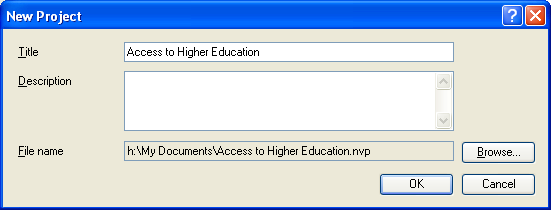 New Project
Title
Access to Higher Education
Description
File name
h:\My Documents\Access to Higher Education.nvp
Browse...
OK
Cancel